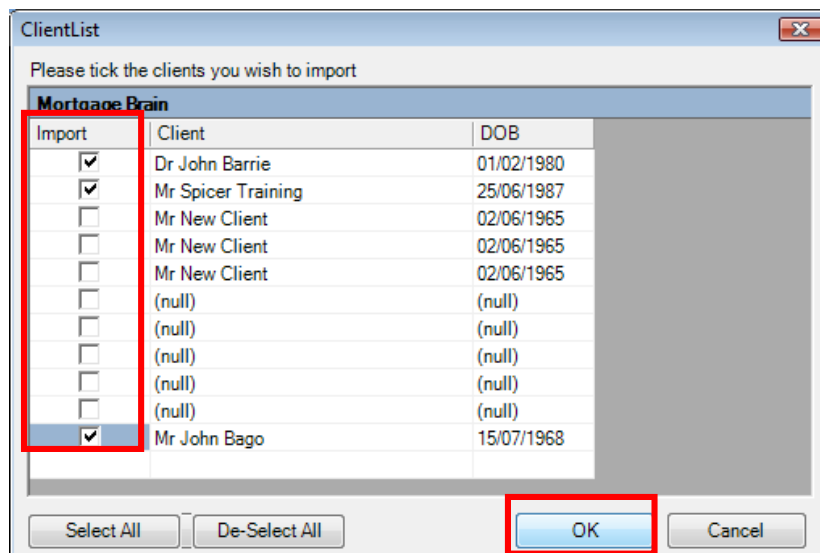 ClientList
Please tick the clients you wish to import
Mortgage Brain
Import Client DOB
Dr John Barrie 01/02/1980
Mr Spicer Training 25/06/1987
Mr New Client 02/06/1965
Mr New Client 02/06/1965
Mr New Client 02/06/1965
(null) (null)
(null) (null)
(null) (null)
(null) (null)
(null) (null)
Mr John Bago 15/07/1968
Select All De-Select All OK Cancel